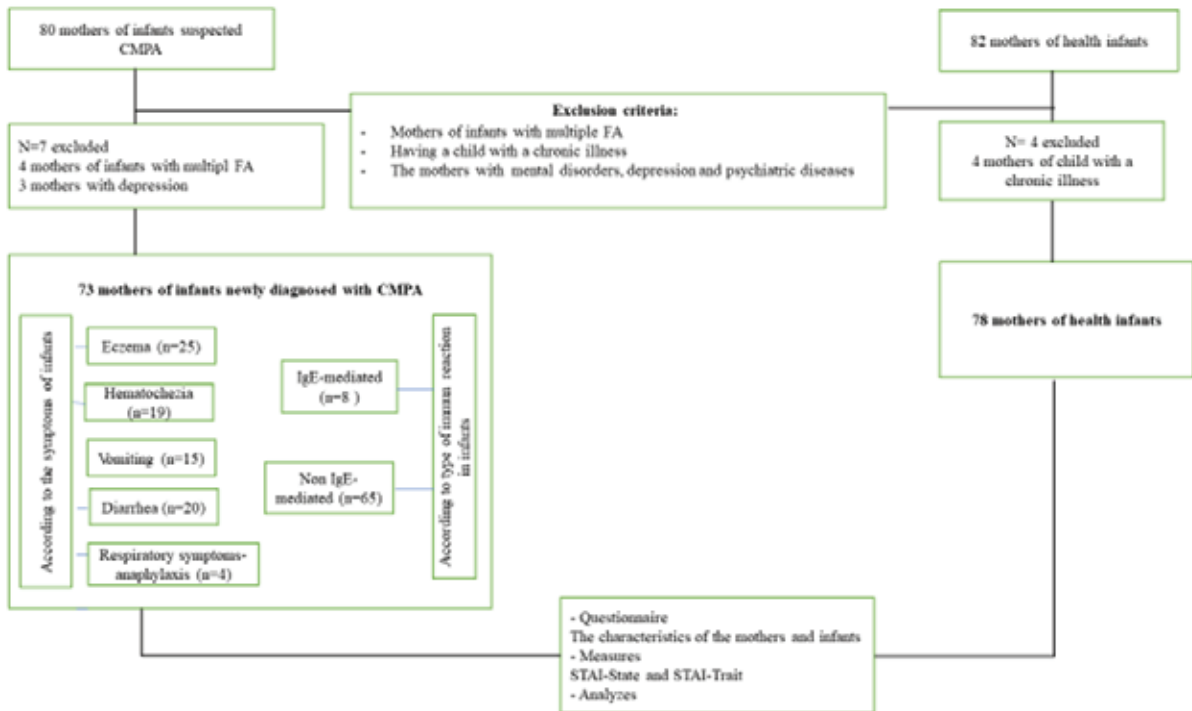 80 mothers of infants suspected
CMPA
82 mothers of health infants
Exclusion criteria:
- Mothers of infants with multiple FA
- Having a child with a chronic illness
- The mothers with mental disorders, depression and psychiatric diseases
N=7 excluded
4 mothers of infants with multipl FA
3 mothers with depression
N= 4 excluded
4 mothers of child with a
chronic illness
73 mothers of infants newly diagnosed with CMPA
According to the symptoms of infants
Eczema (n=25)
Hematochezia
(n=19)
Vomiting (n=15)
Diarrhea (n=20)
Respiratory symptoms-
anaphylaxis (n=4)
IgE-mediated
(n=8 )
Non IgE-
mediated (n=65)
According to type of immun reaction
in infants
78 mothers of health infants
- Questionnaire
The characteristics of the mothers and infants
- Measures
STAI-State and STAI-Trait
- Analyzes